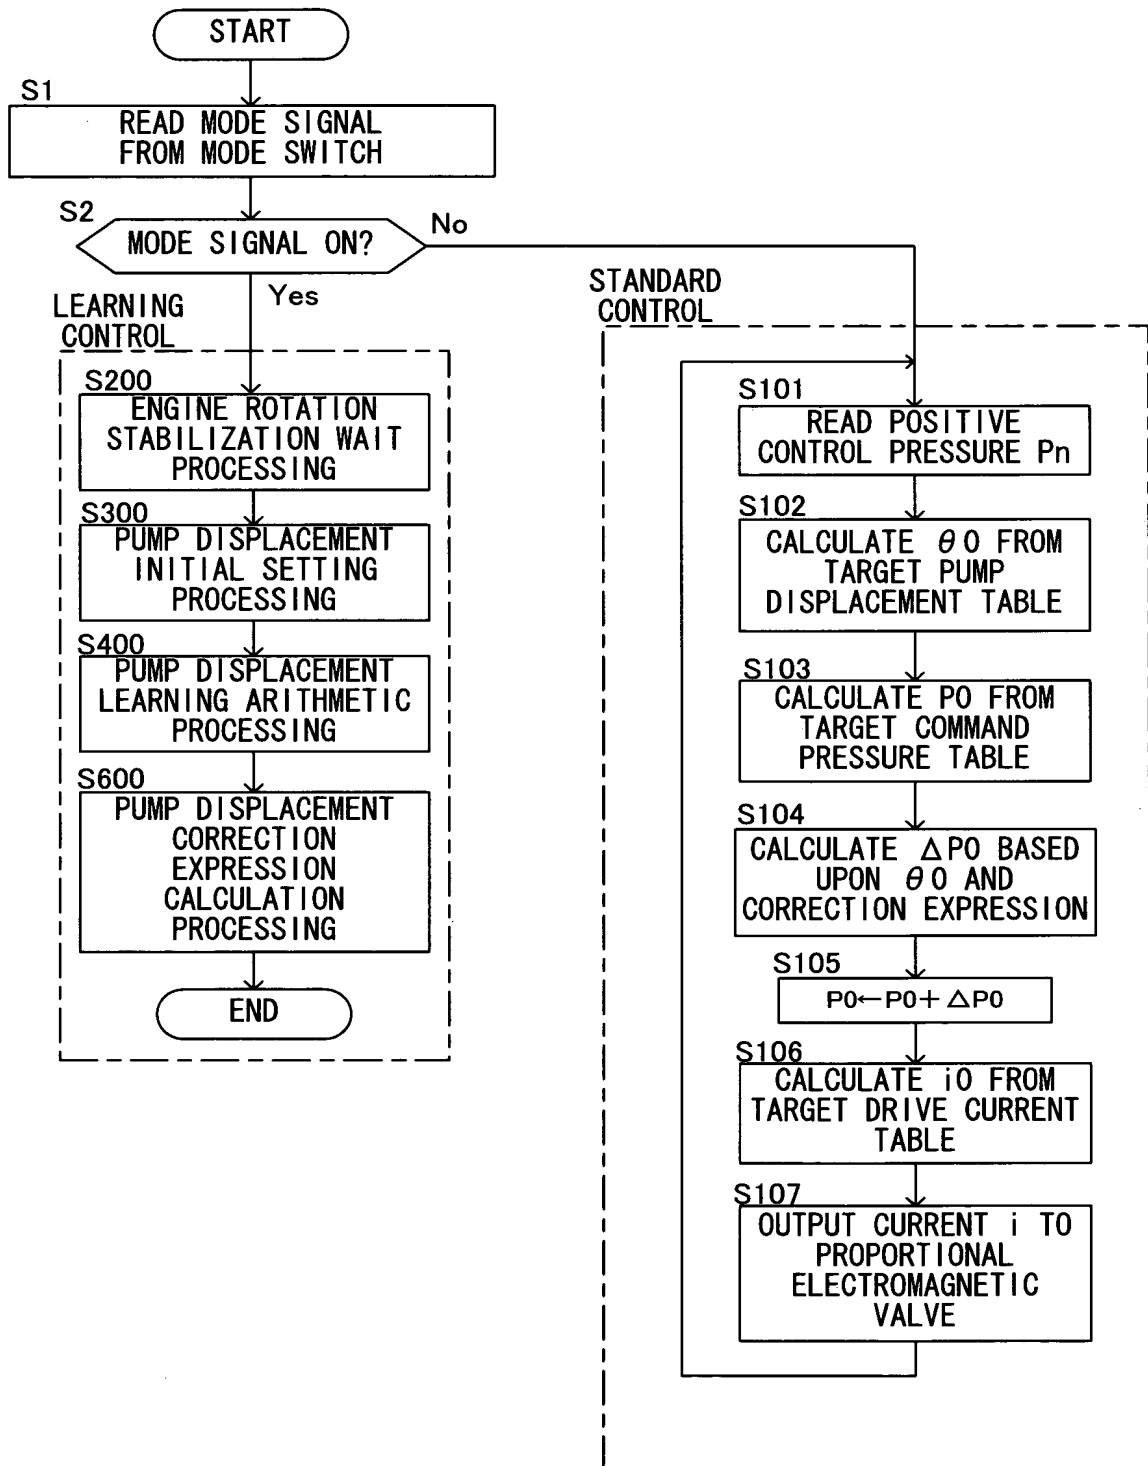 START
S1
READ MODE SIGNAL
FROM MODE SWITCH
S2
MODE SIGNAL ON?
No
Yes
LEARNING
CONTROL
S200
ENGINE ROTATION
STABILIZATION WAIT
PROCESSING
S300
PUMP DISPLACEMENT
INITIAL SETTING
PROCESSING
S400
PUMP DISPLACEMENT
LEARNING ARITHMETIC
PROCESSING
S600
PUMP DISPLACEMENT
CORRECTION
EXPRESSION
CALCULATION
PROCESSING
END
STANDARD
CONTROL
S101
READ POSITIVE
CONTROL PRESSURE Pn
S102
CALCULATE θ0 FROM
TARGET PUMP
DISPLACEMENT TABLE
S103
CALCULATE P0 FROM
TARGET COMMAND
PRESSURE TABLE
S104
CALCULATE ΔP0 BASED
UPON θ0 AND
CORRECTION EXPRESSION
S105
P0←P0+ΔP0
S106
CALCULATE i0 FROM
TARGET DRIVE CURRENT
TABLE
S107
OUTPUT CURRENT i TO
PROPORTIONAL
ELECTROMAGNETIC
VALVE